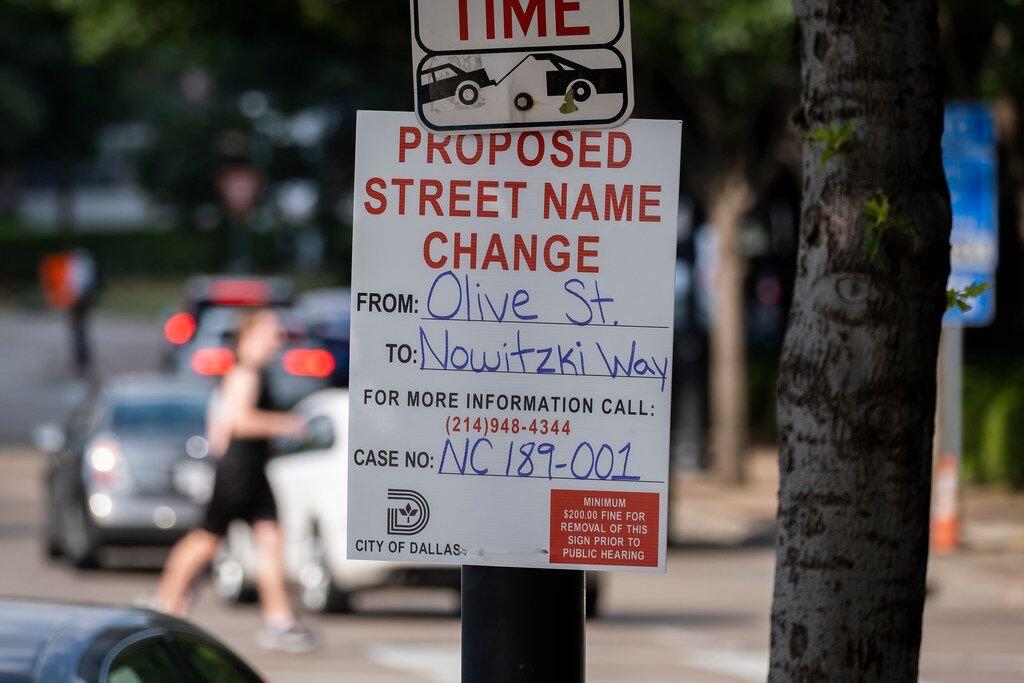 TIME
PROPOSED
STREET NAME
CHANGE
FROM: Olive St.
TO: Nowitzki Way
FOR MORE INFORMATION CALL:
(214)948-4344
CASE NO: NC 189-001
CITY OF DALLAS
MINIMUM
$200.00 FINE FOR
REMOVAL OF THIS
SIGN PRIOR TO
PUBLIC HEARING